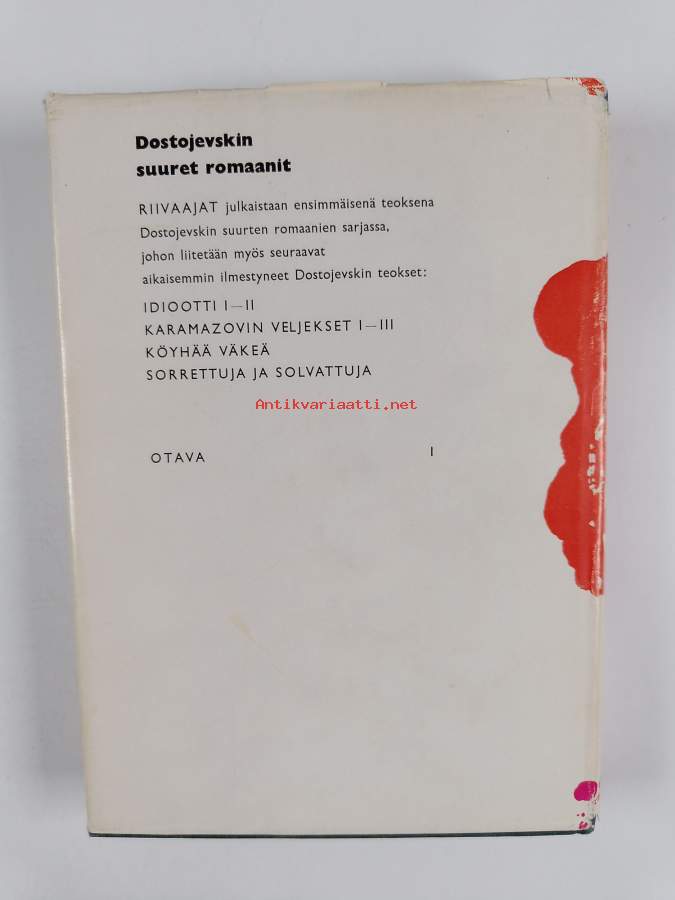 Dostojevskin
suuret romaanit
RIIVAAJAT julkaistaan ensimmäisenä teoksena
Dostojevskin suurten romaanien sarjassa,
johon liitetään myös seuraavat
aikaisemmin ilmestyneet Dostojevskin teokset:
IDIOOTTI I—II
KARAMAZOVIN VELJEKSET I—III
KÖYHÄÄ VÄKEÄ
SORRETTUJA JA SOLVATTUJA
Antikvariaatti.net
OTAVA I